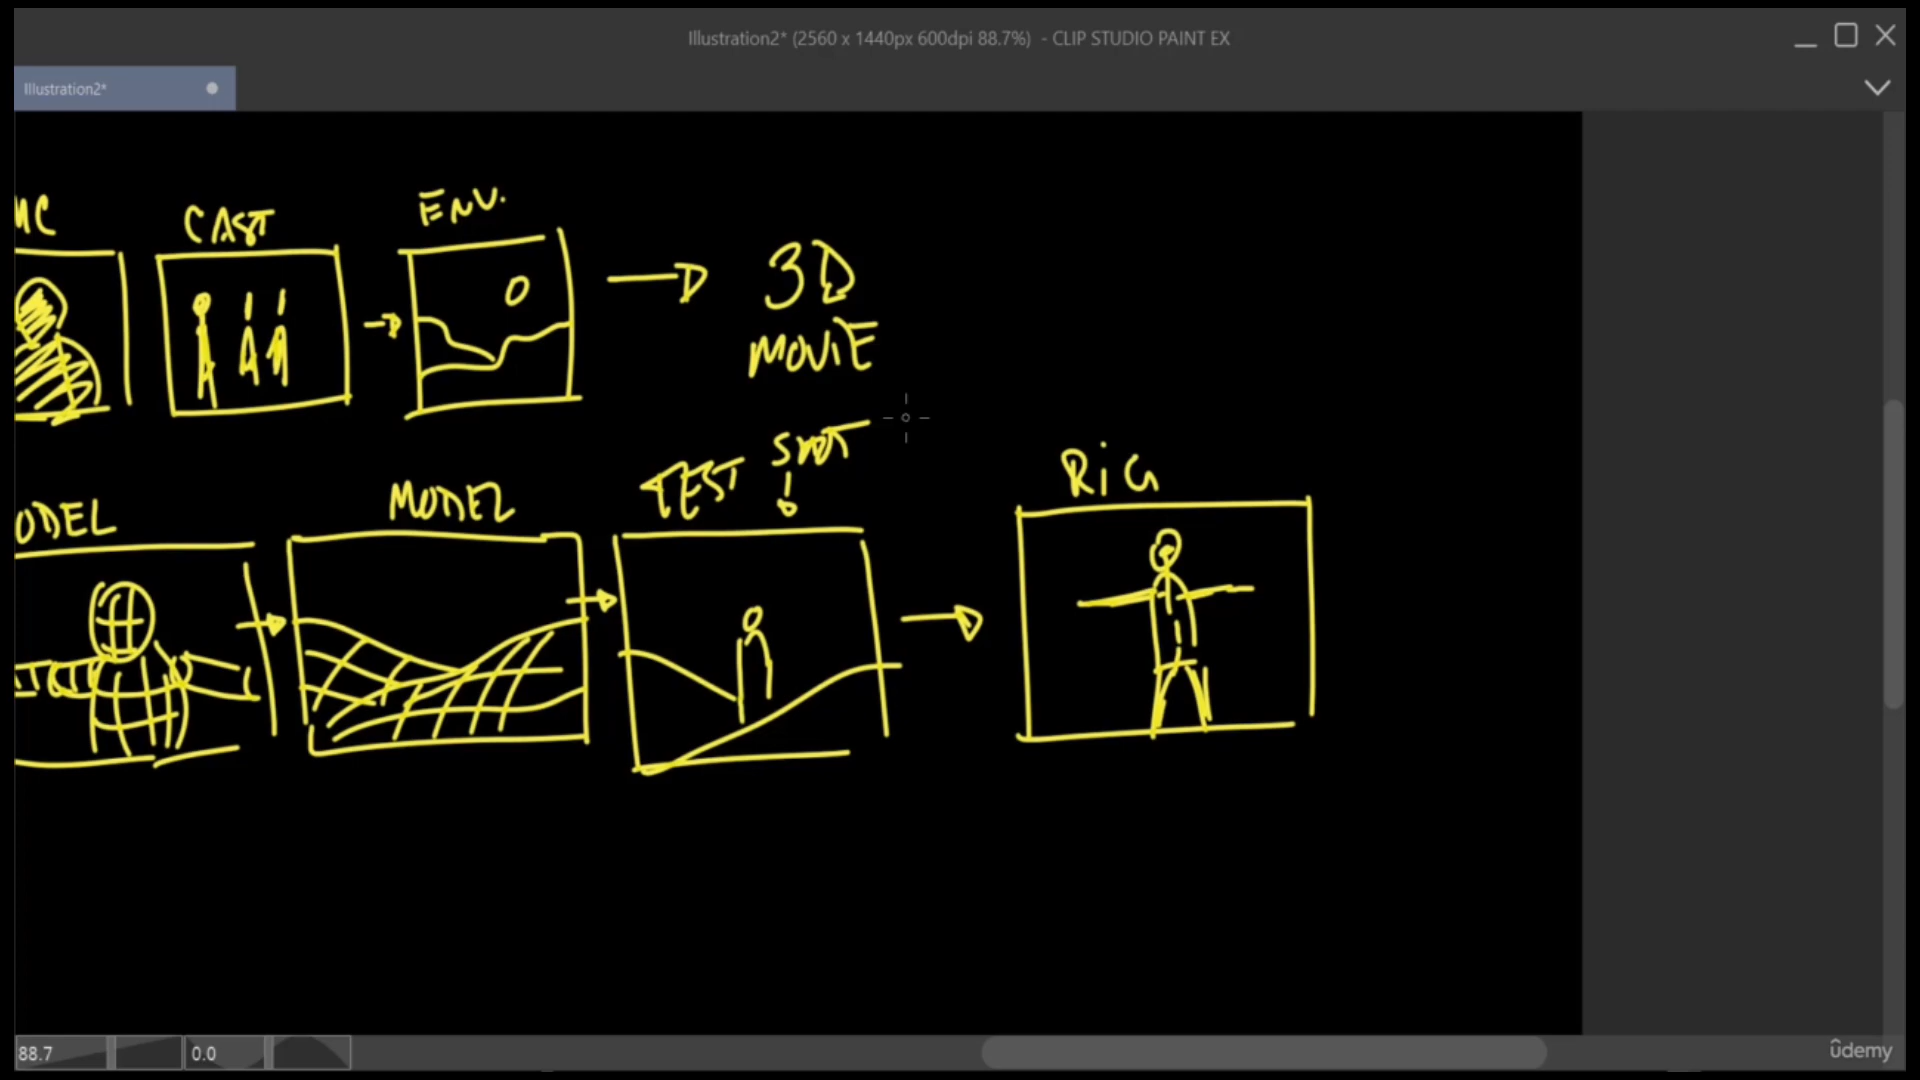 Illustration2* (2560 x 1440px 600dpi 88.7%) - CLIP STUDIO PAINT EX
Illustration2*
MC
CAST
ENV.
3D
MOVIE
ODEL
MODEL
TEST SHOT
RiG
88.7
0.0
ûdemy